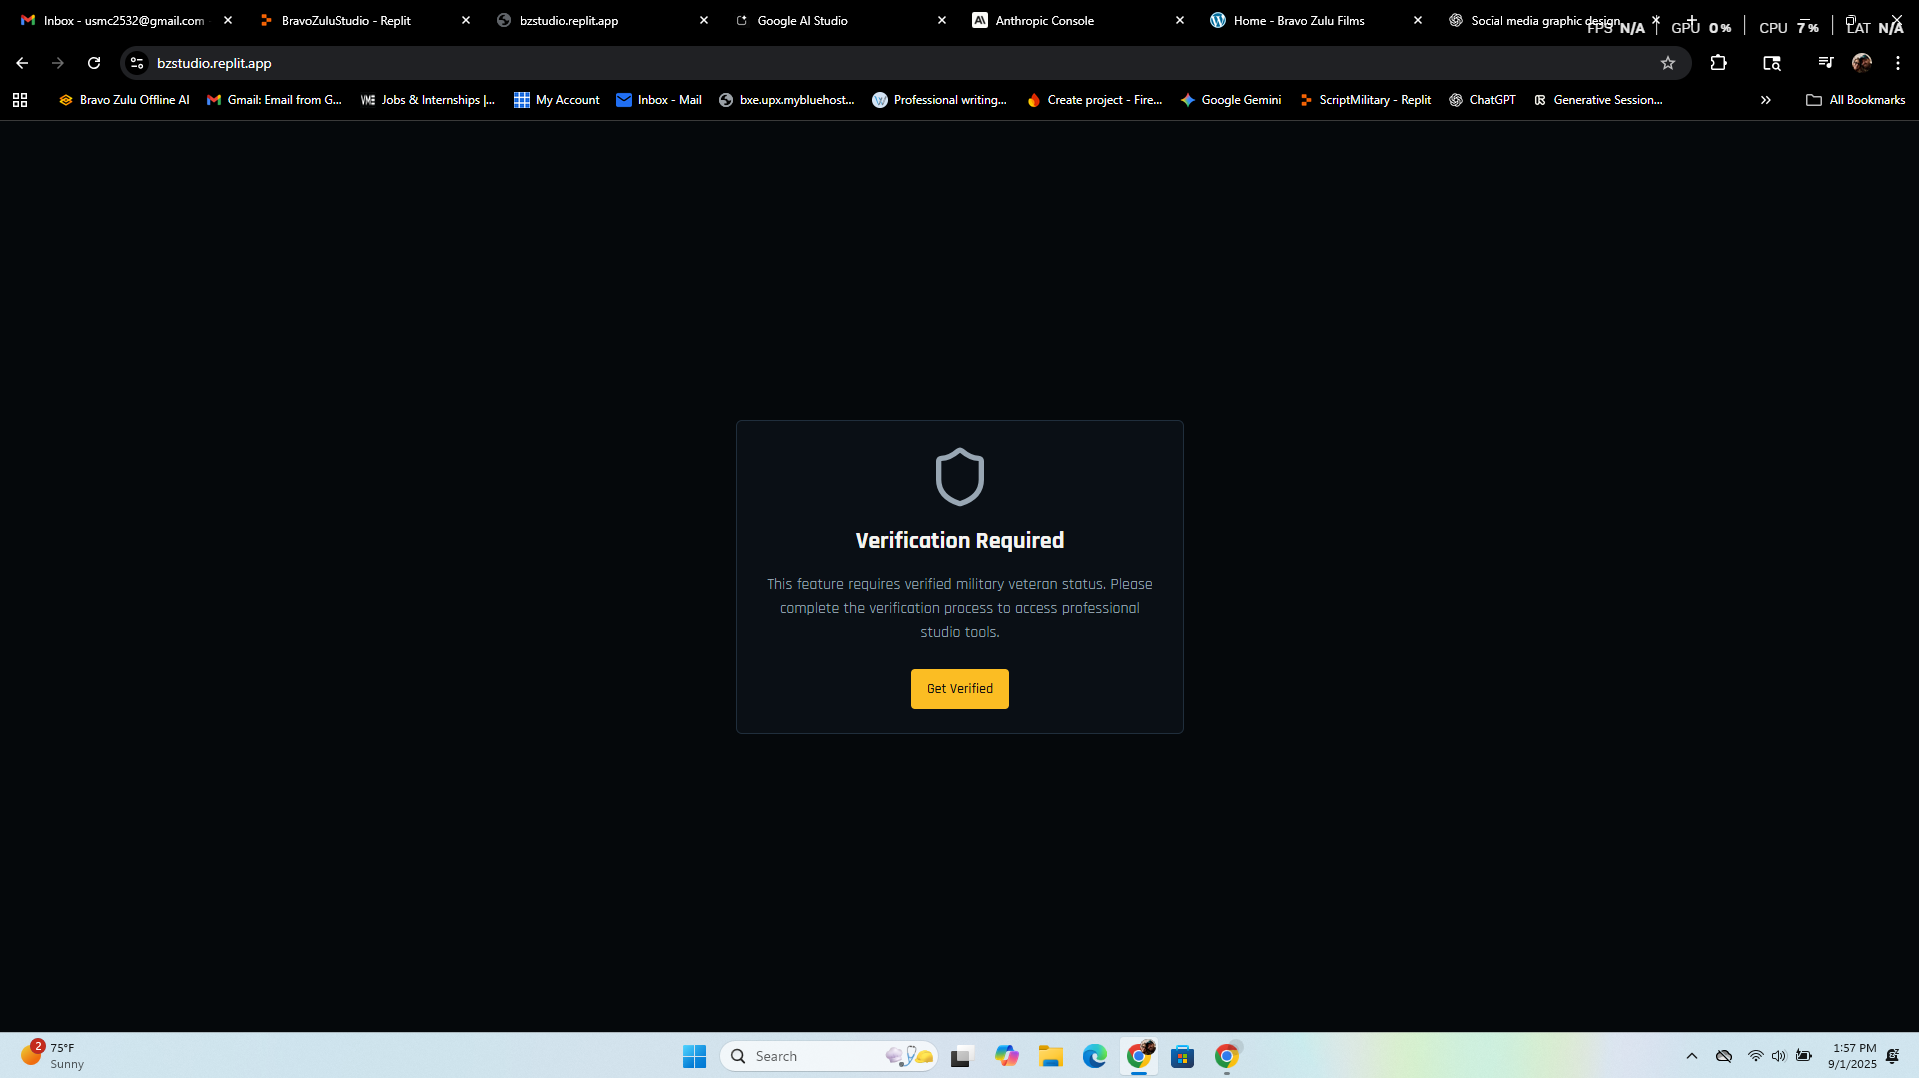 Inbox - usmc2532@gmail.com
BravoZuluStudio - Replit
bzstudio.replit.app
Google AI Studio
Anthropic Console
Home - Bravo Zulu Films
Social media graphic design
FPS N/A
GPU 0%
CPU 7%
LAT N/A
bzstudio.replit.app
Bravo Zulu Offline AI
Gmail: Email from G...
Jobs & Internships |...
My Account
Inbox - Mail
bxe.upx.mybluehost...
Professional writing...
Create project - Fire...
Google Gemini
ScriptMilitary - Replit
ChatGPT
Generative Session...
All Bookmarks
Verification Required
This feature requires verified military veteran status. Please
complete the verification process to access professional
studio tools.
Get Verified
2
75°F
Sunny
Search
1:57 PM
9/1/2025